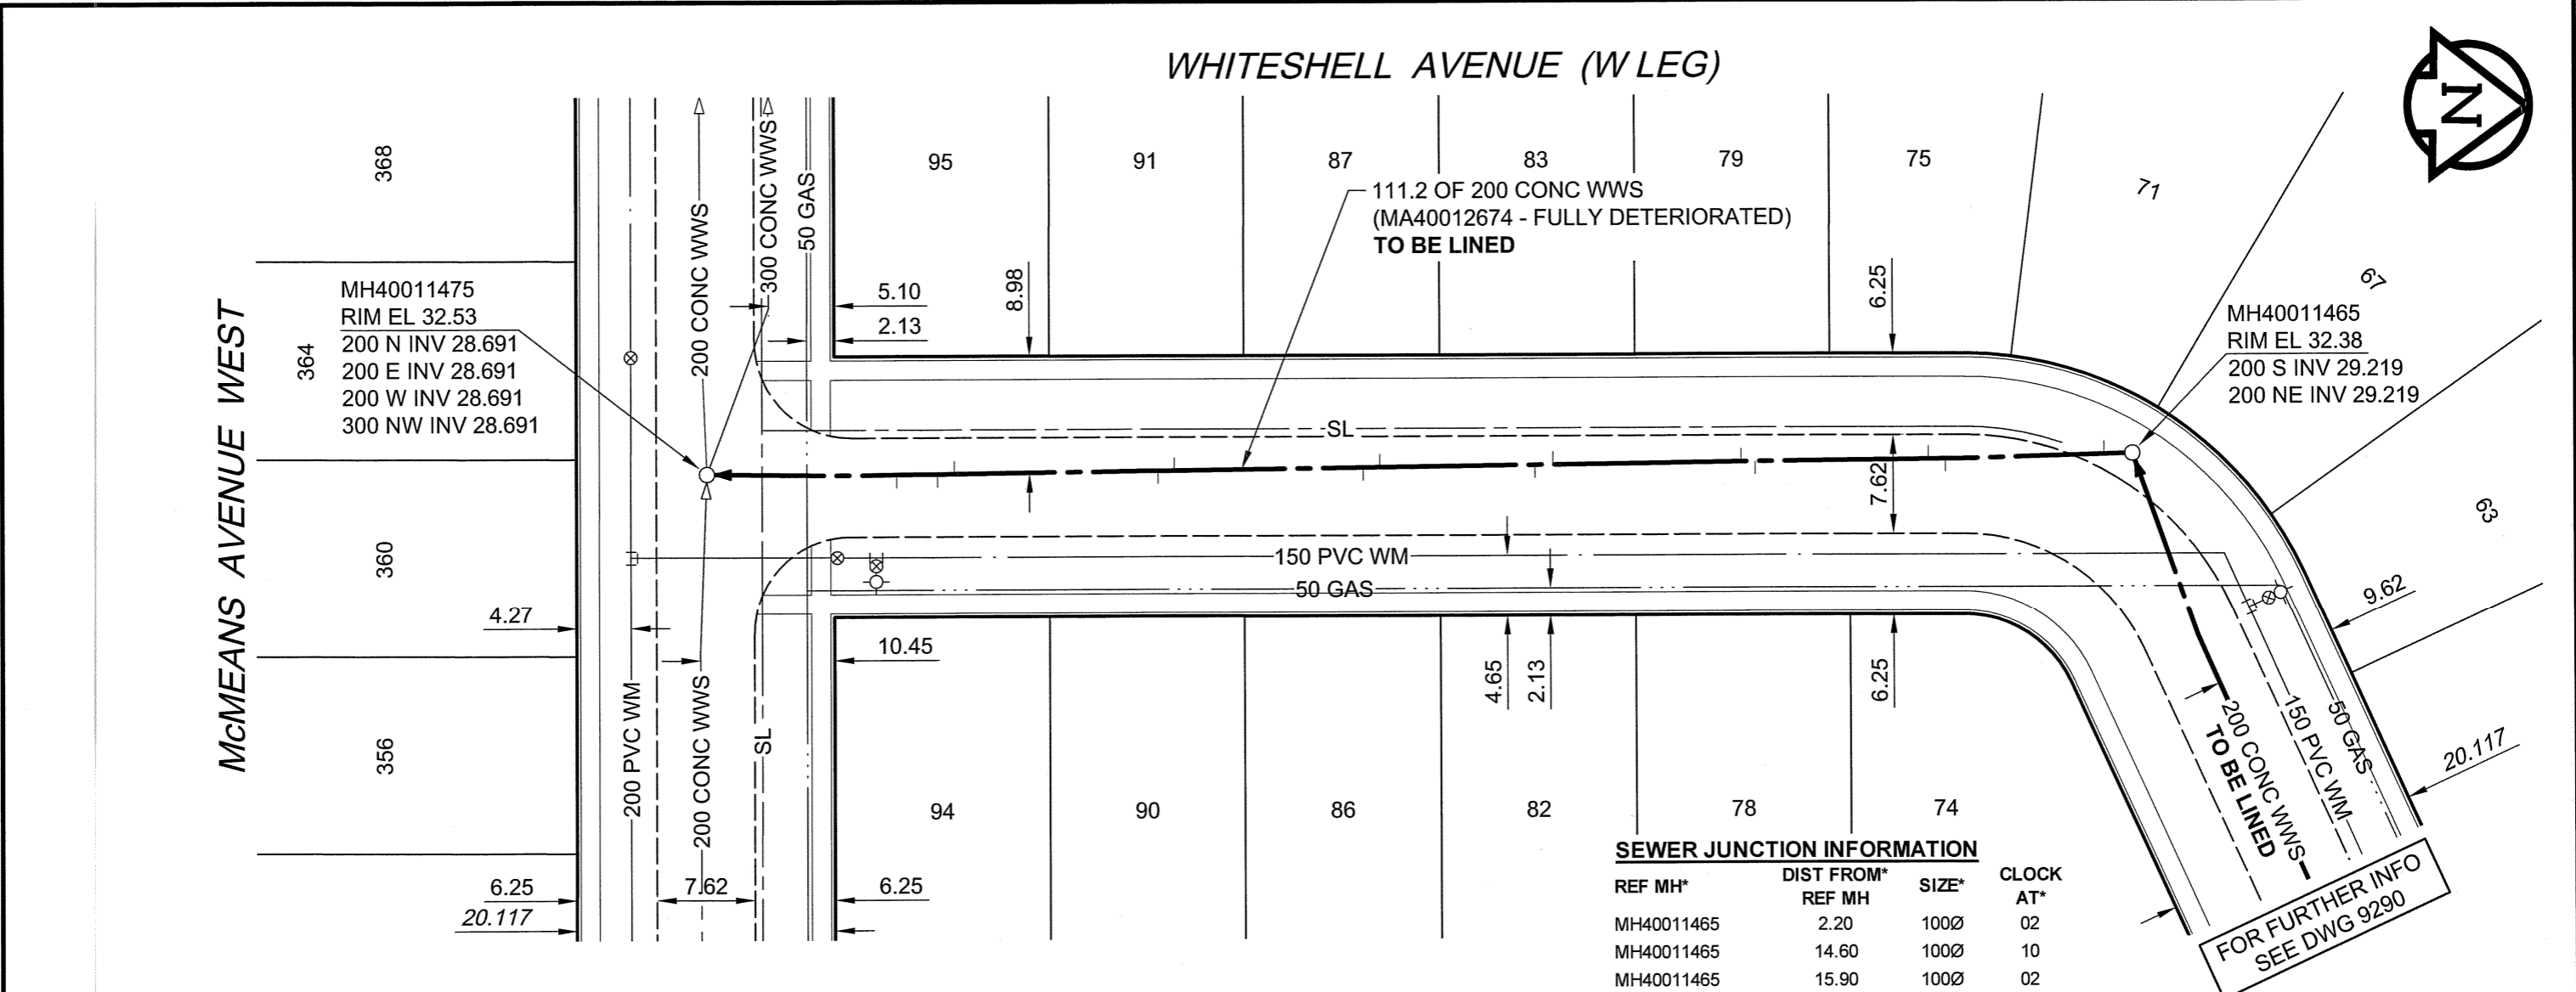 WHITESHELL AVENUE (W LEG)
N
McMEANS AVENUE WEST
368
364
360
356
MH40011475
RIM EL 32.53
200 N INV 28.691
200 E INV 28.691
200 W INV 28.691
300 NW INV 28.691
200 CONC WWS
300 CONC WWS
50 GAS
5.10
2.13
8.98
95
91
87
83
79
75
71
67
63
111.2 OF 200 CONC WWS
(MA40012674 - FULLY DETERIORATED)
TO BE LINED
6.25
MH40011465
RIM EL 32.38
200 S INV 29.219
200 NE INV 29.219
SL
7.62
150 PVC WM
50 GAS
4.27
10.45
4.65
2.13
6.25
9.62
20.117
200 PVC WM
200 CONC WWS
SL
6.25
7.62
6.25
20.117
94
90
86
82
78
74
200 CONC WWS
TO BE LINED
150 PVC WM
50 GAS
FOR FURTHER INFO
SEE DWG 9290
SEWER JUNCTION INFORMATION
REF MH* DIST FROM* REF MH SIZE* CLOCK AT*
MH40011465 2.20 100Ø 02
MH40011465 14.60 100Ø 10
MH40011465 15.90 100Ø 02